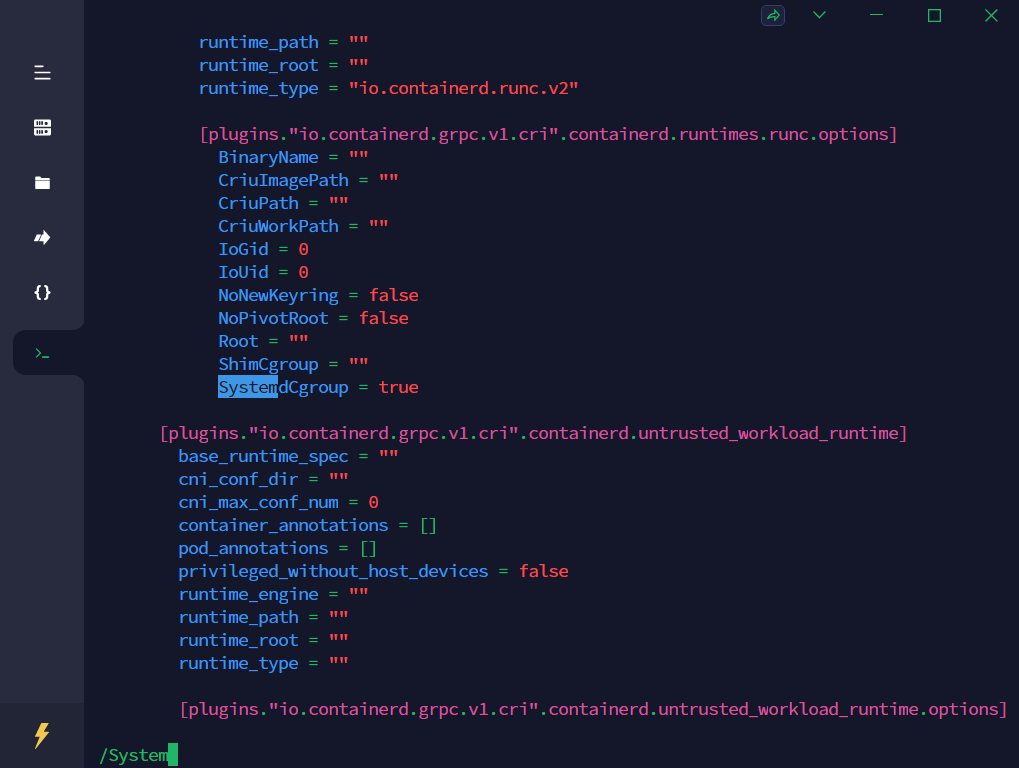 runtime_path = ""
runtime_root = ""
runtime_type = "io.containerd.runc.v2"
[plugins."io.containerd.grpc.v1.cri".containerd.runtimes.runc.options]
BinaryName = ""
CriuImagePath = ""
CriuPath = ""
CriuWorkPath = ""
IoGid = 0
IoUid = 0
NoNewKeyring = false
NoPivotRoot = false
Root = ""
ShimCgroup = ""
SystemdCgroup = true
[plugins."io.containerd.grpc.v1.cri".containerd.untrusted_workload_runtime]
base_runtime_spec = ""
cni_conf_dir = ""
cni_max_conf_num = 0
container_annotations = []
pod_annotations = []
privileged_without_host_devices = false
runtime_engine = ""
runtime_path = ""
runtime_root = ""
runtime_type = ""
[plugins."io.containerd.grpc.v1.cri".containerd.untrusted_workload_runtime.options]
/System